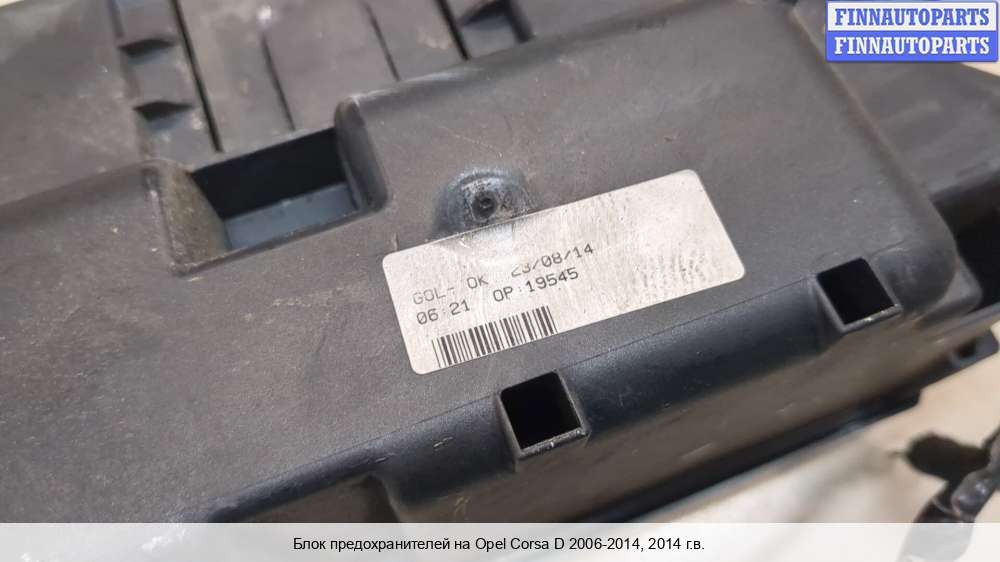 FINNAUTOPARTS
FINNAUTOPARTS
GOL- OK 23/08/14
06:21 OP:19545
Блок предохранителей на Opel Corsa D 2006-2014, 2014 г.в.